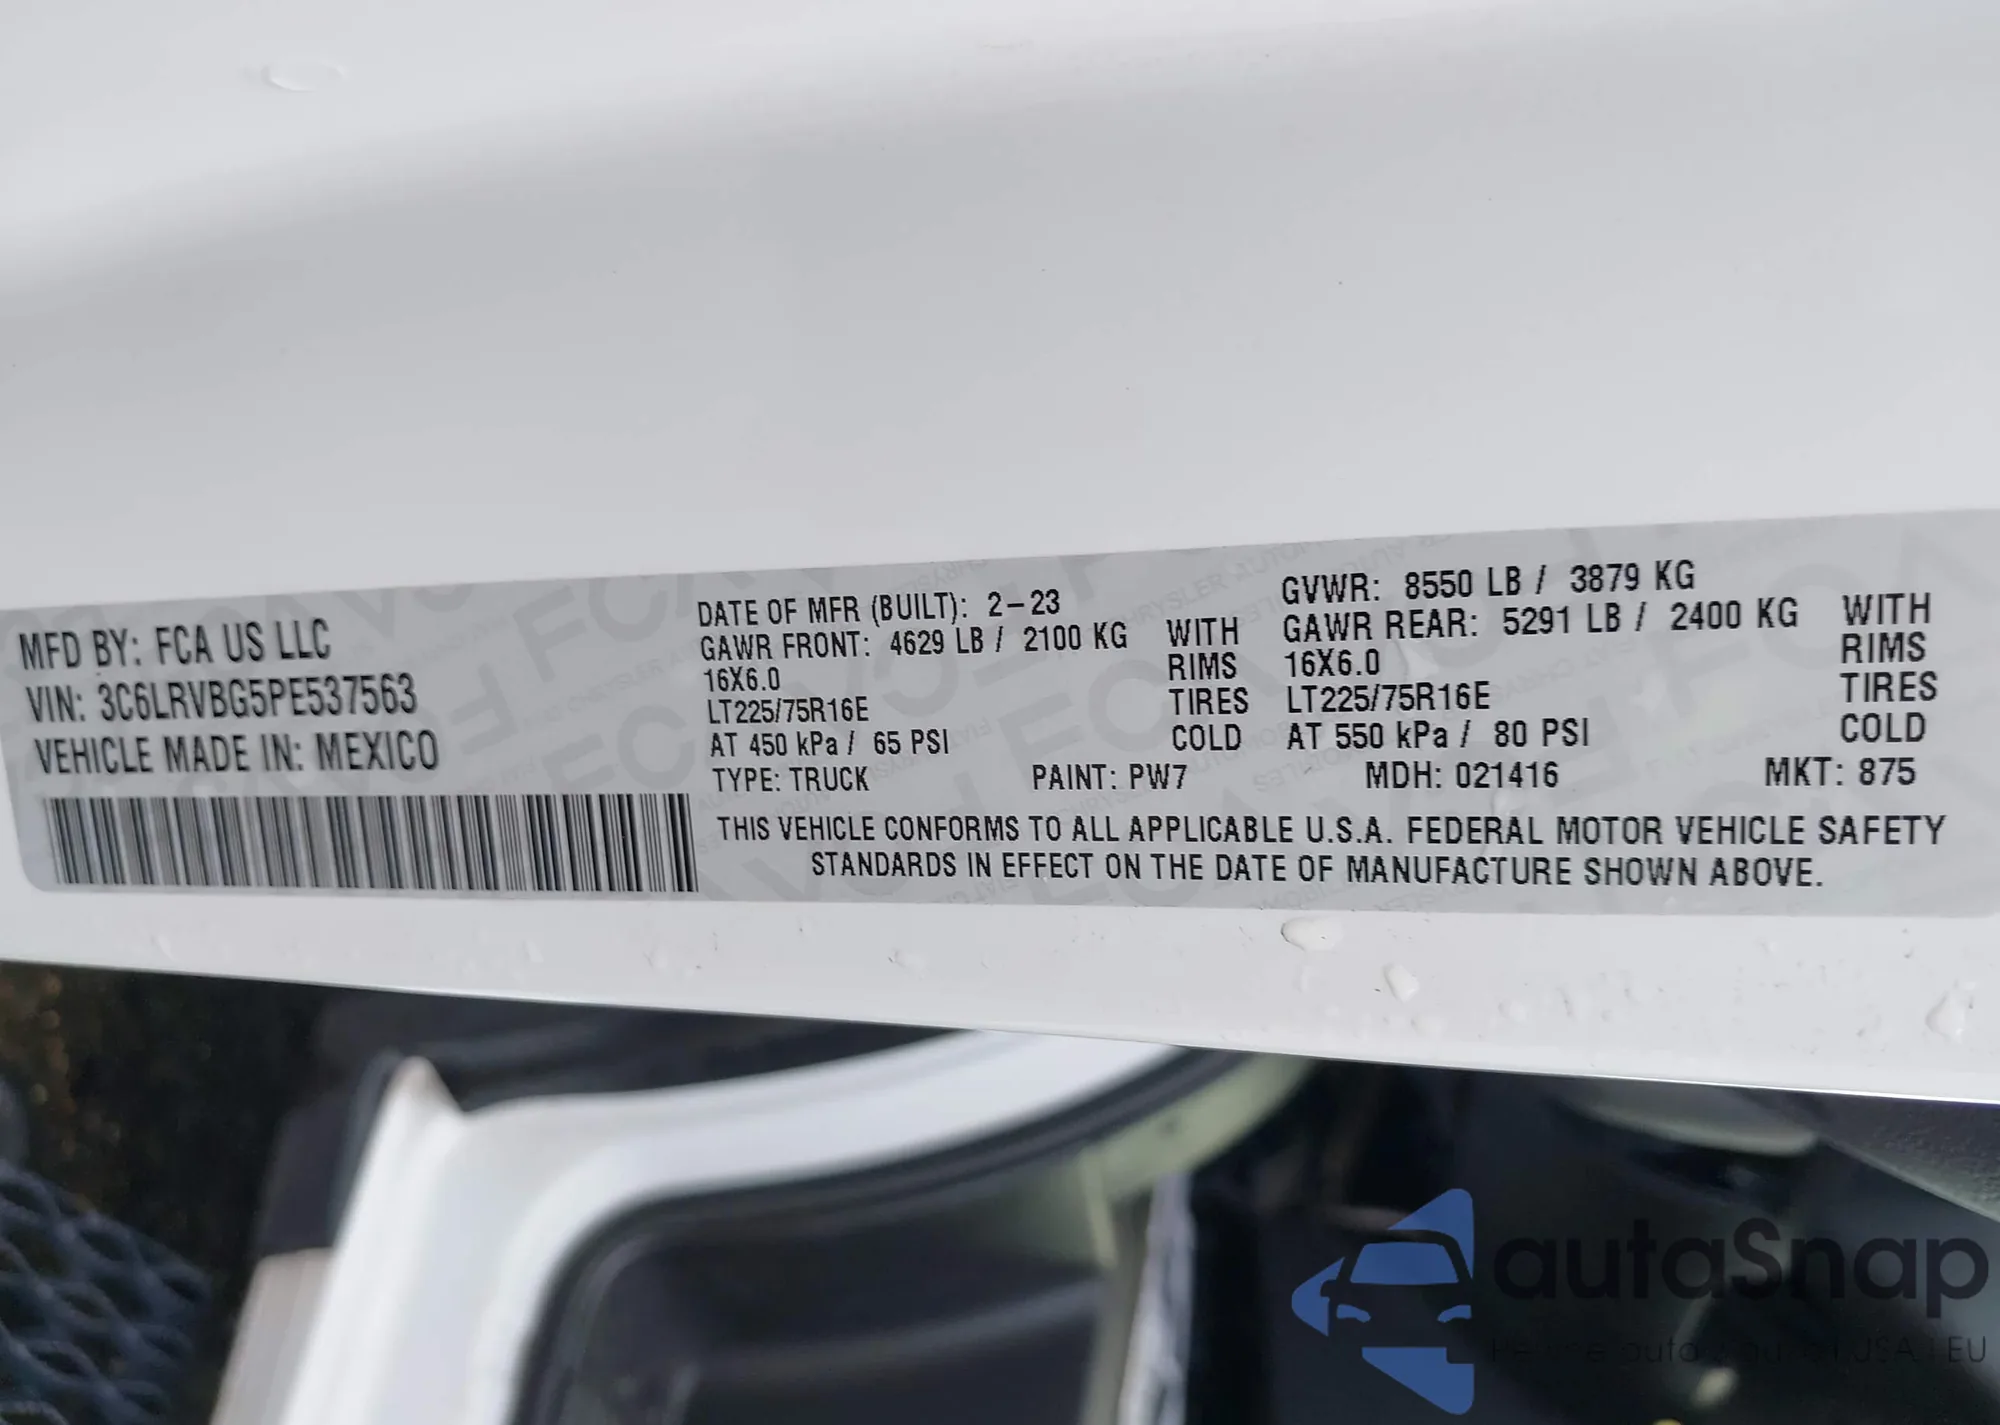 MFD BY: FCA US LLC
VIN: 3C6LRVBG5PE537563
VEHICLE MADE IN: MEXICO
DATE OF MFR (BUILT): 2-23
GAWR FRONT: 4629 LB / 2100 KG WITH
16X6.0 RIMS
LT225/75R16E TIRES
AT 450 kPa / 65 PSI COLD
GVWR: 8550 LB / 3879 KG
GAWR REAR: 5291 LB / 2400 KG WITH
16X6.0 RIMS
LT225/75R16E TIRES
AT 550 kPa / 80 PSI COLD
TYPE: TRUCK PAINT: PW7 MDH: 021416 MKT: 875
THIS VEHICLE CONFORMS TO ALL APPLICABLE U.S.A. FEDERAL MOTOR VEHICLE SAFETY
STANDARDS IN EFFECT ON THE DATE OF MANUFACTURE SHOWN ABOVE.
autaSnap
auto USA EU